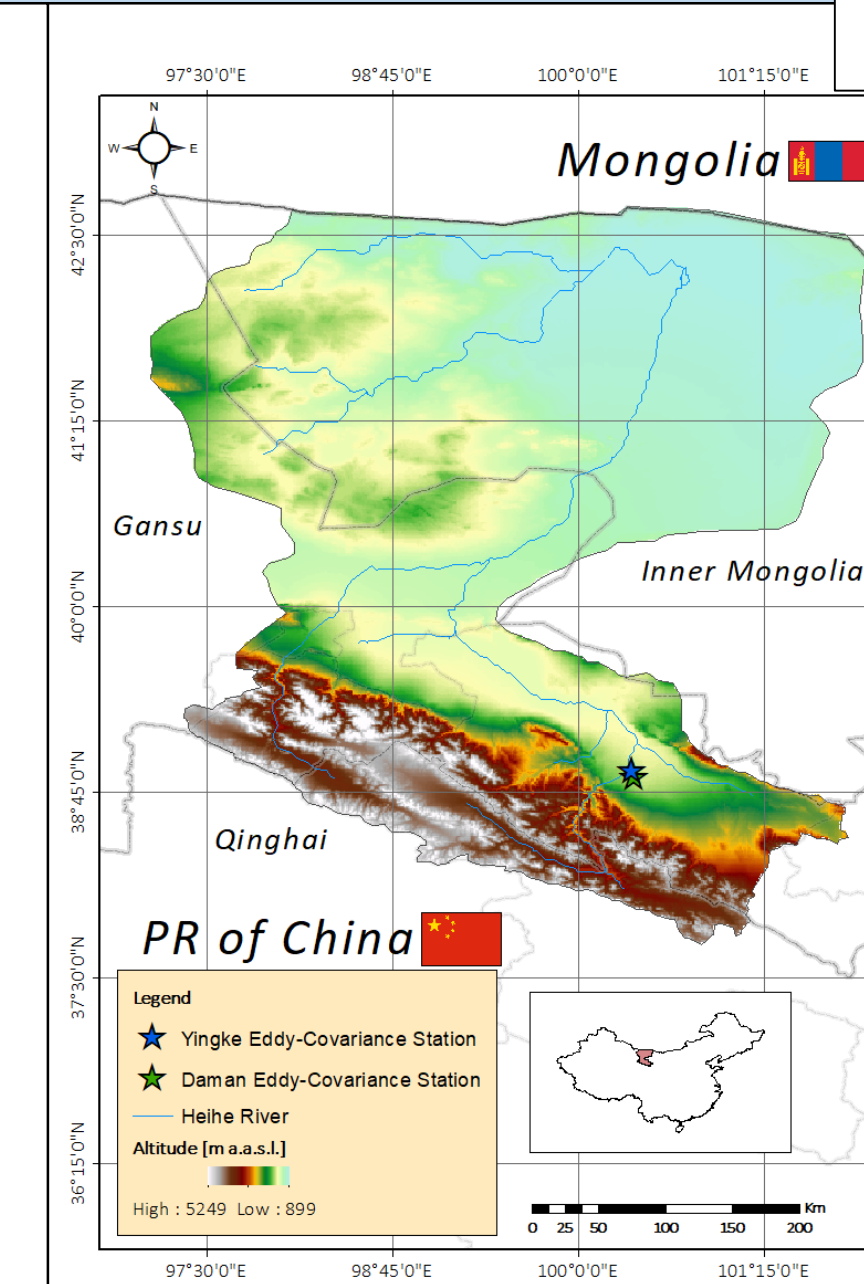 97°30'0"E 98°45'0"E 100°0'0"E 101°15'0"E
N
W E
S
Mongolia
42°30'0"N
41°15'0"N
Gansu
Inner Mongolia
40°0'0"N
38°45'0"N
Qinghai
PR of China
37°30'0"N
Legend
Yingke Eddy-Covariance Station
Daman Eddy-Covariance Station
Heihe River
Altitude [m a.a.s.l.]
High : 5249 Low : 899
36°15'0"N
Km
0 25 50 100 150 200
97°30'0"E 98°45'0"E 100°0'0"E 101°15'0"E